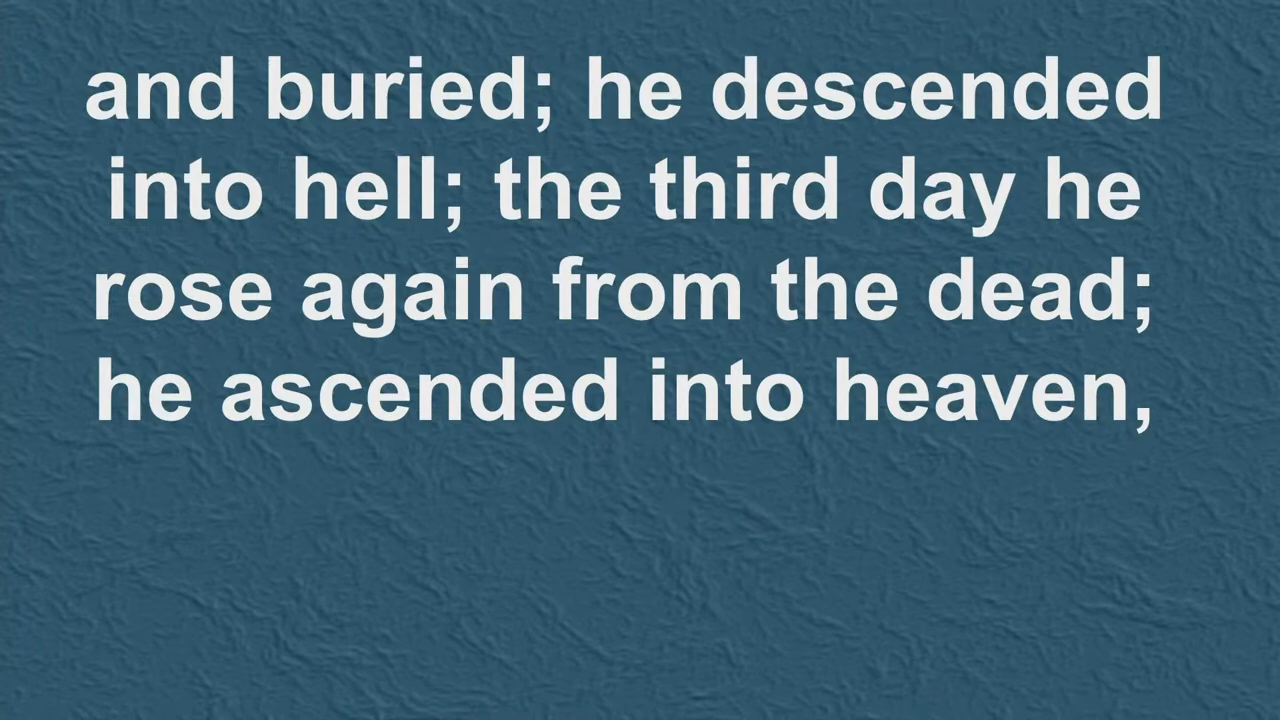 and buried; he descended
into hell; the third day he
rose again from the dead;
he ascended into heaven,